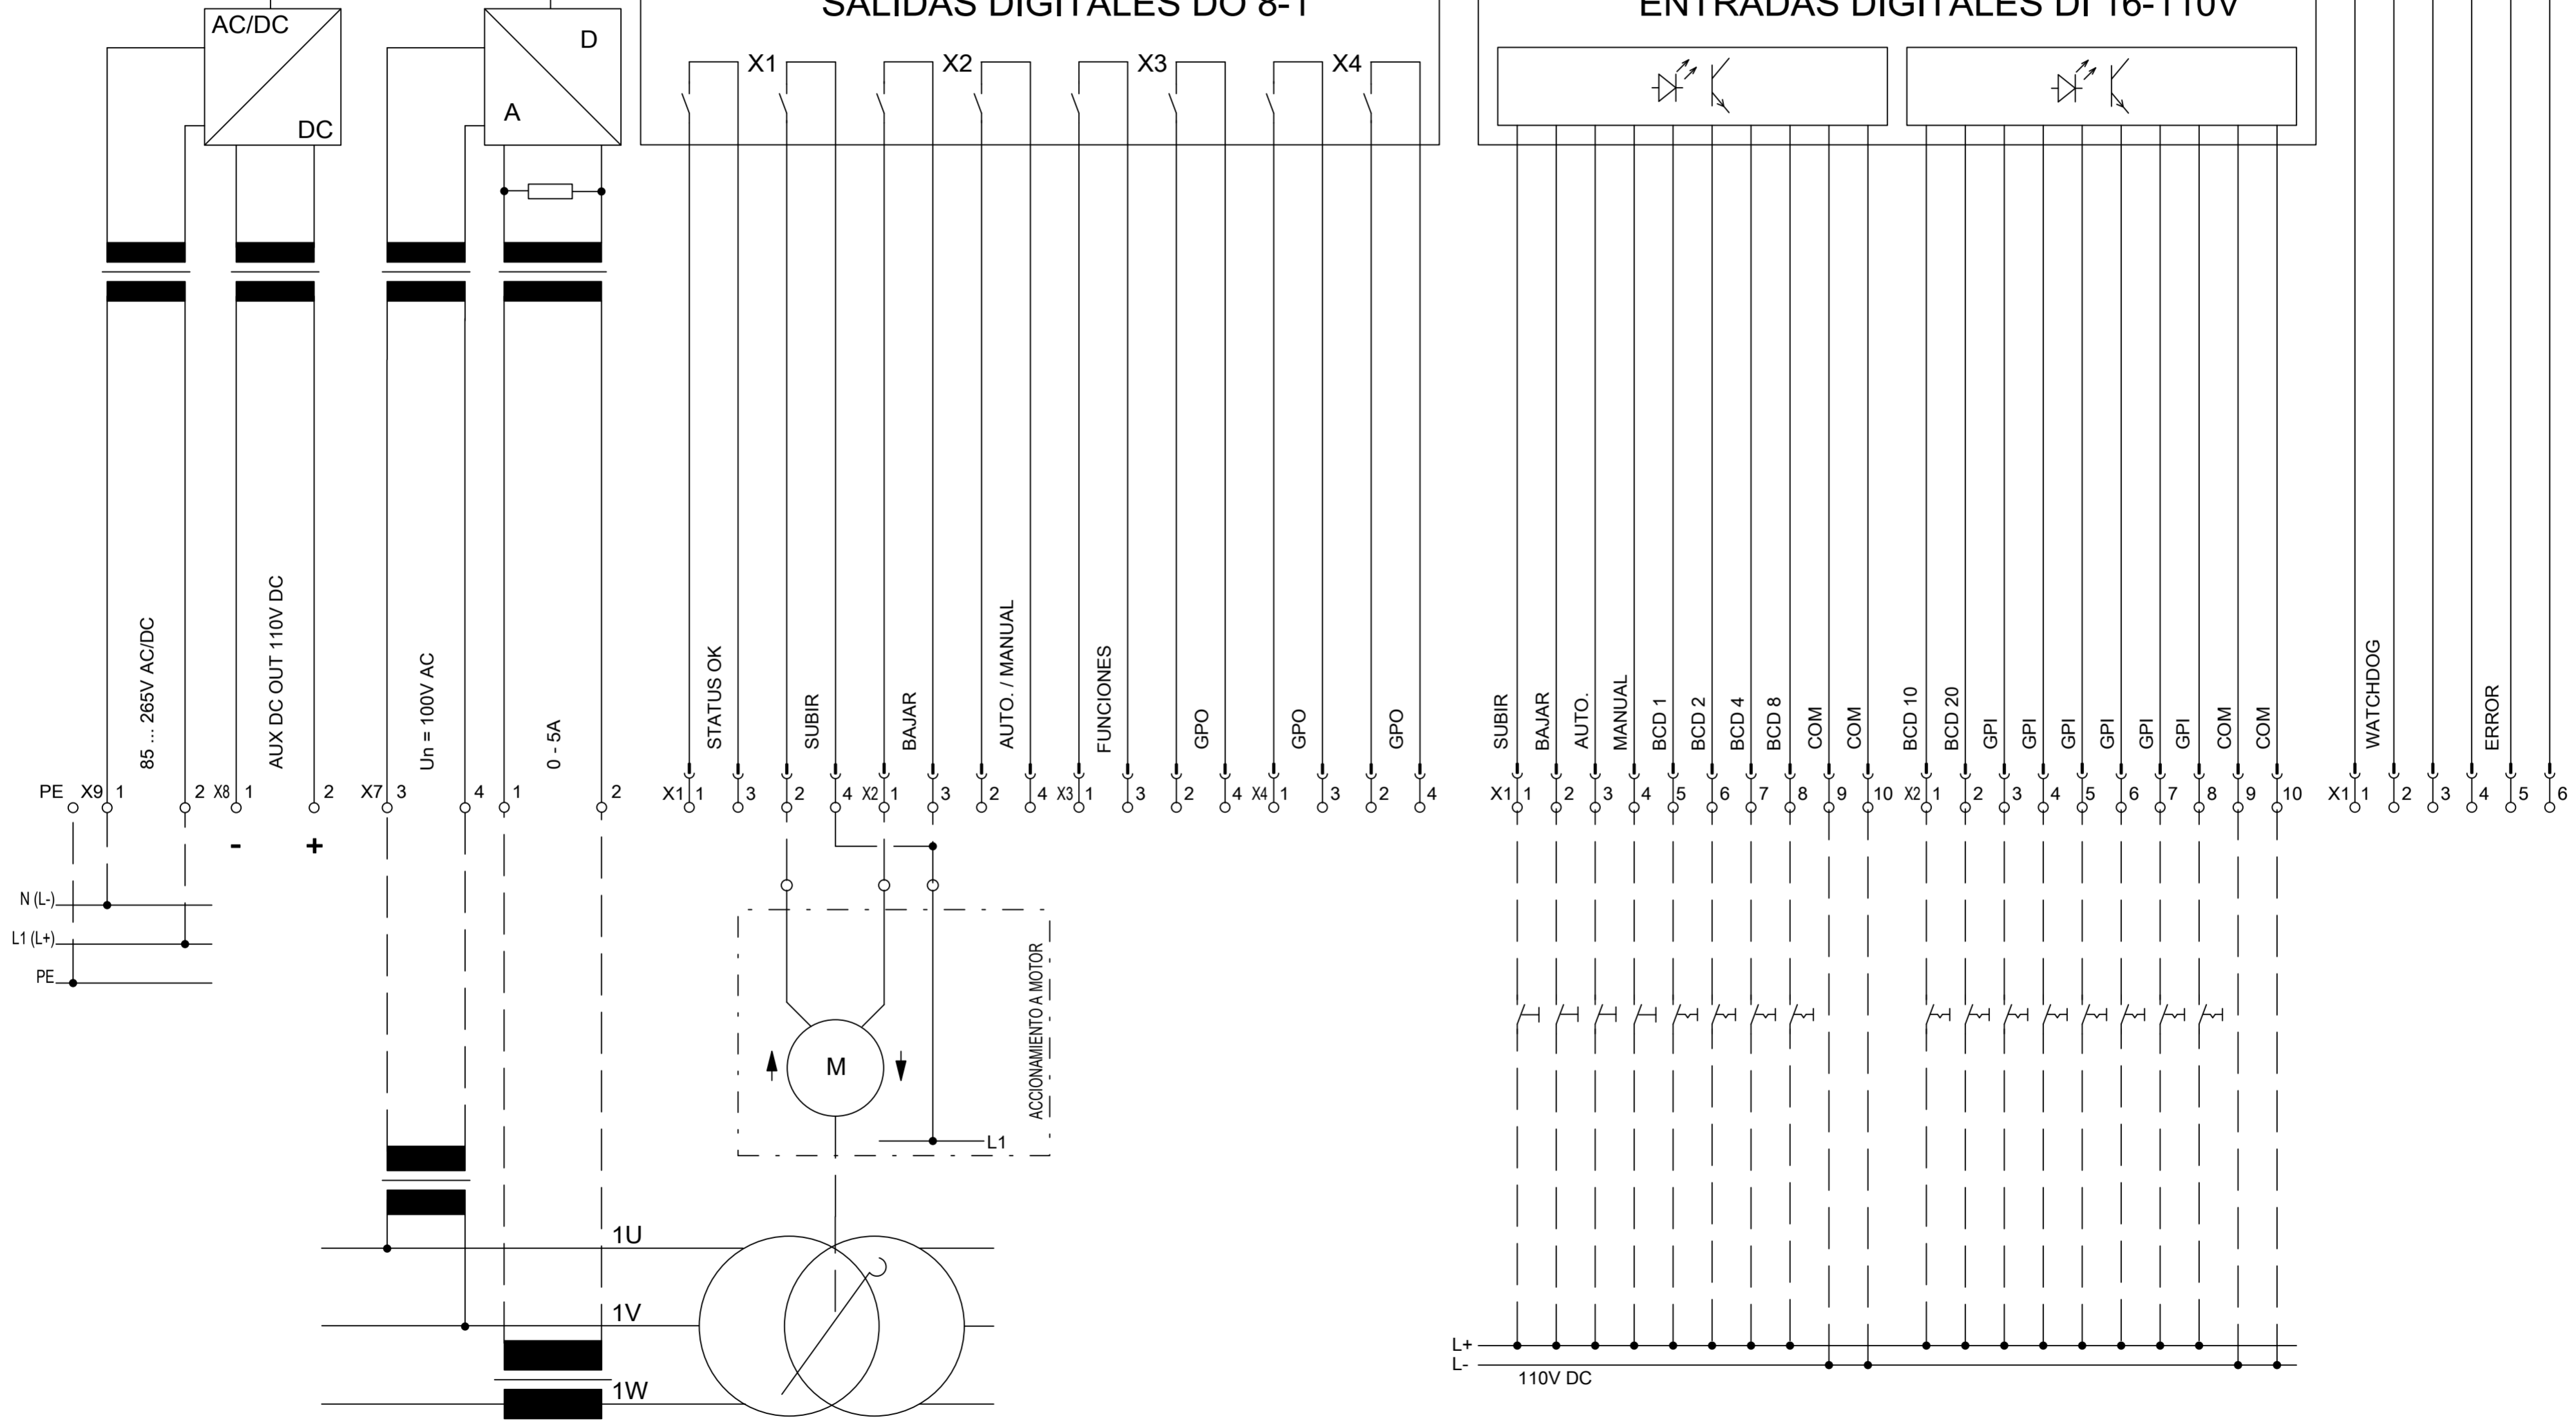 SALIDAS DIGITALES DO 8-1
ENTRADAS DIGITALES DI 16-110V
AC/DC
DC
D
A
X1
X2
X3
X4
85 ... 265V AC/DC
AUX DC OUT 110V DC
Un = 100V AC
0 - 5A
STATUS OK
SUBIR
BAJAR
AUTO. / MANUAL
FUNCIONES
GPO
GPO
GPO
SUBIR
BAJAR
AUTO.
MANUAL
BCD 1
BCD 2
BCD 4
BCD 8
COM
COM
BCD 10
BCD 20
GPI
GPI
GPI
GPI
GPI
GPI
COM
COM
WATCHDOG
ERROR
PE X9 1 2 X8 1 2 X7 3 4 1 2
X1 1 3 2 4 X2 1 3 2 4 X3 1 3 2 4 X4 1 3 2 4
X1 1 2 3 4 5 6 7 8 9 10 X2 1 2 3 4 5 6 7 8 9 10
X1 1 2 3 4 5 6
- +
N (L-)
L1 (L+)
PE
ACCIONAMIENTO A MOTOR
M
L1
1U
1V
1W
L+
L-
110V DC